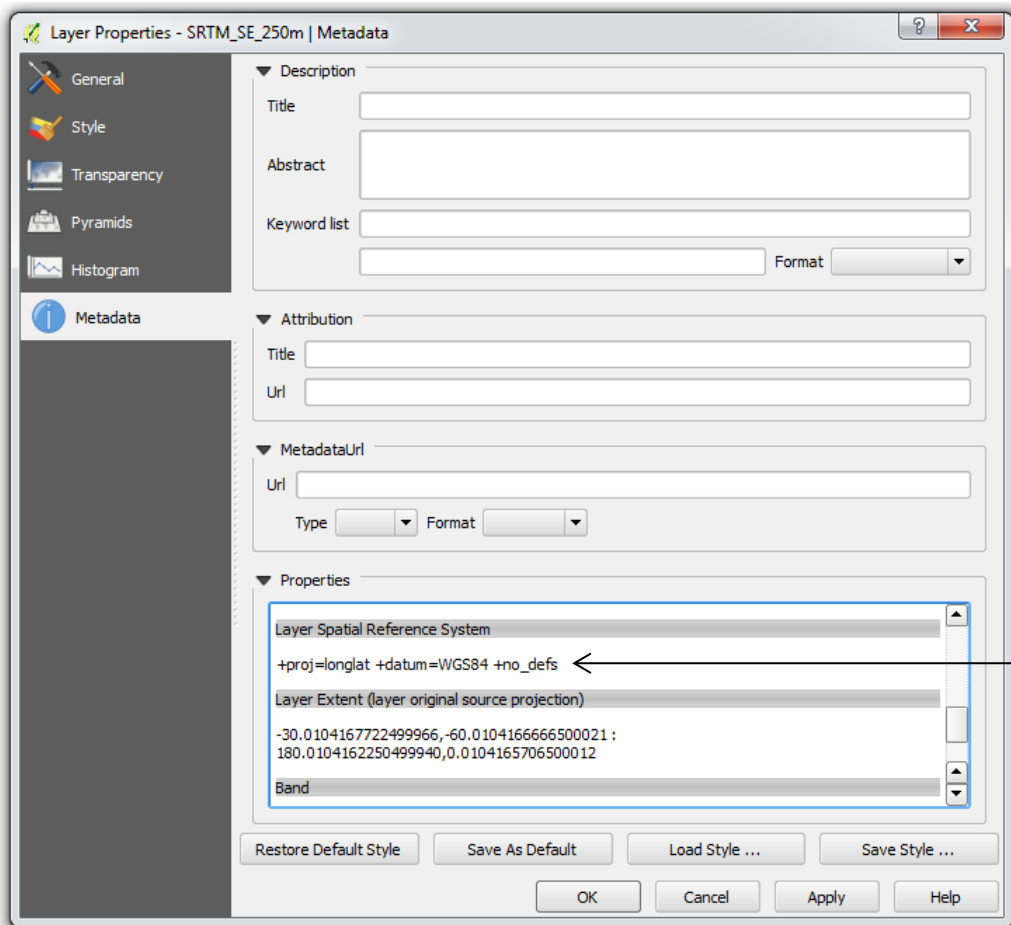 Layer Properties - SRTM_SE_250m | Metadata
?
X
General
Style
Transparency
Pyramids
Histogram
Metadata
Description
Title
Abstract
Keyword list
Format
Attribution
Title
Url
MetadataUrl
Url
Type
Format
Properties
Layer Spatial Reference System
+proj=longlat +datum=WGS84 +no_defs
Layer Extent (layer original source projection)
-30.0104167722499966,-60.0104166666500021 :
180.0104162250499940,0.0104165706500012
Band
Restore Default Style
Save As Default
Load Style ...
Save Style ...
OK
Cancel
Apply
Help